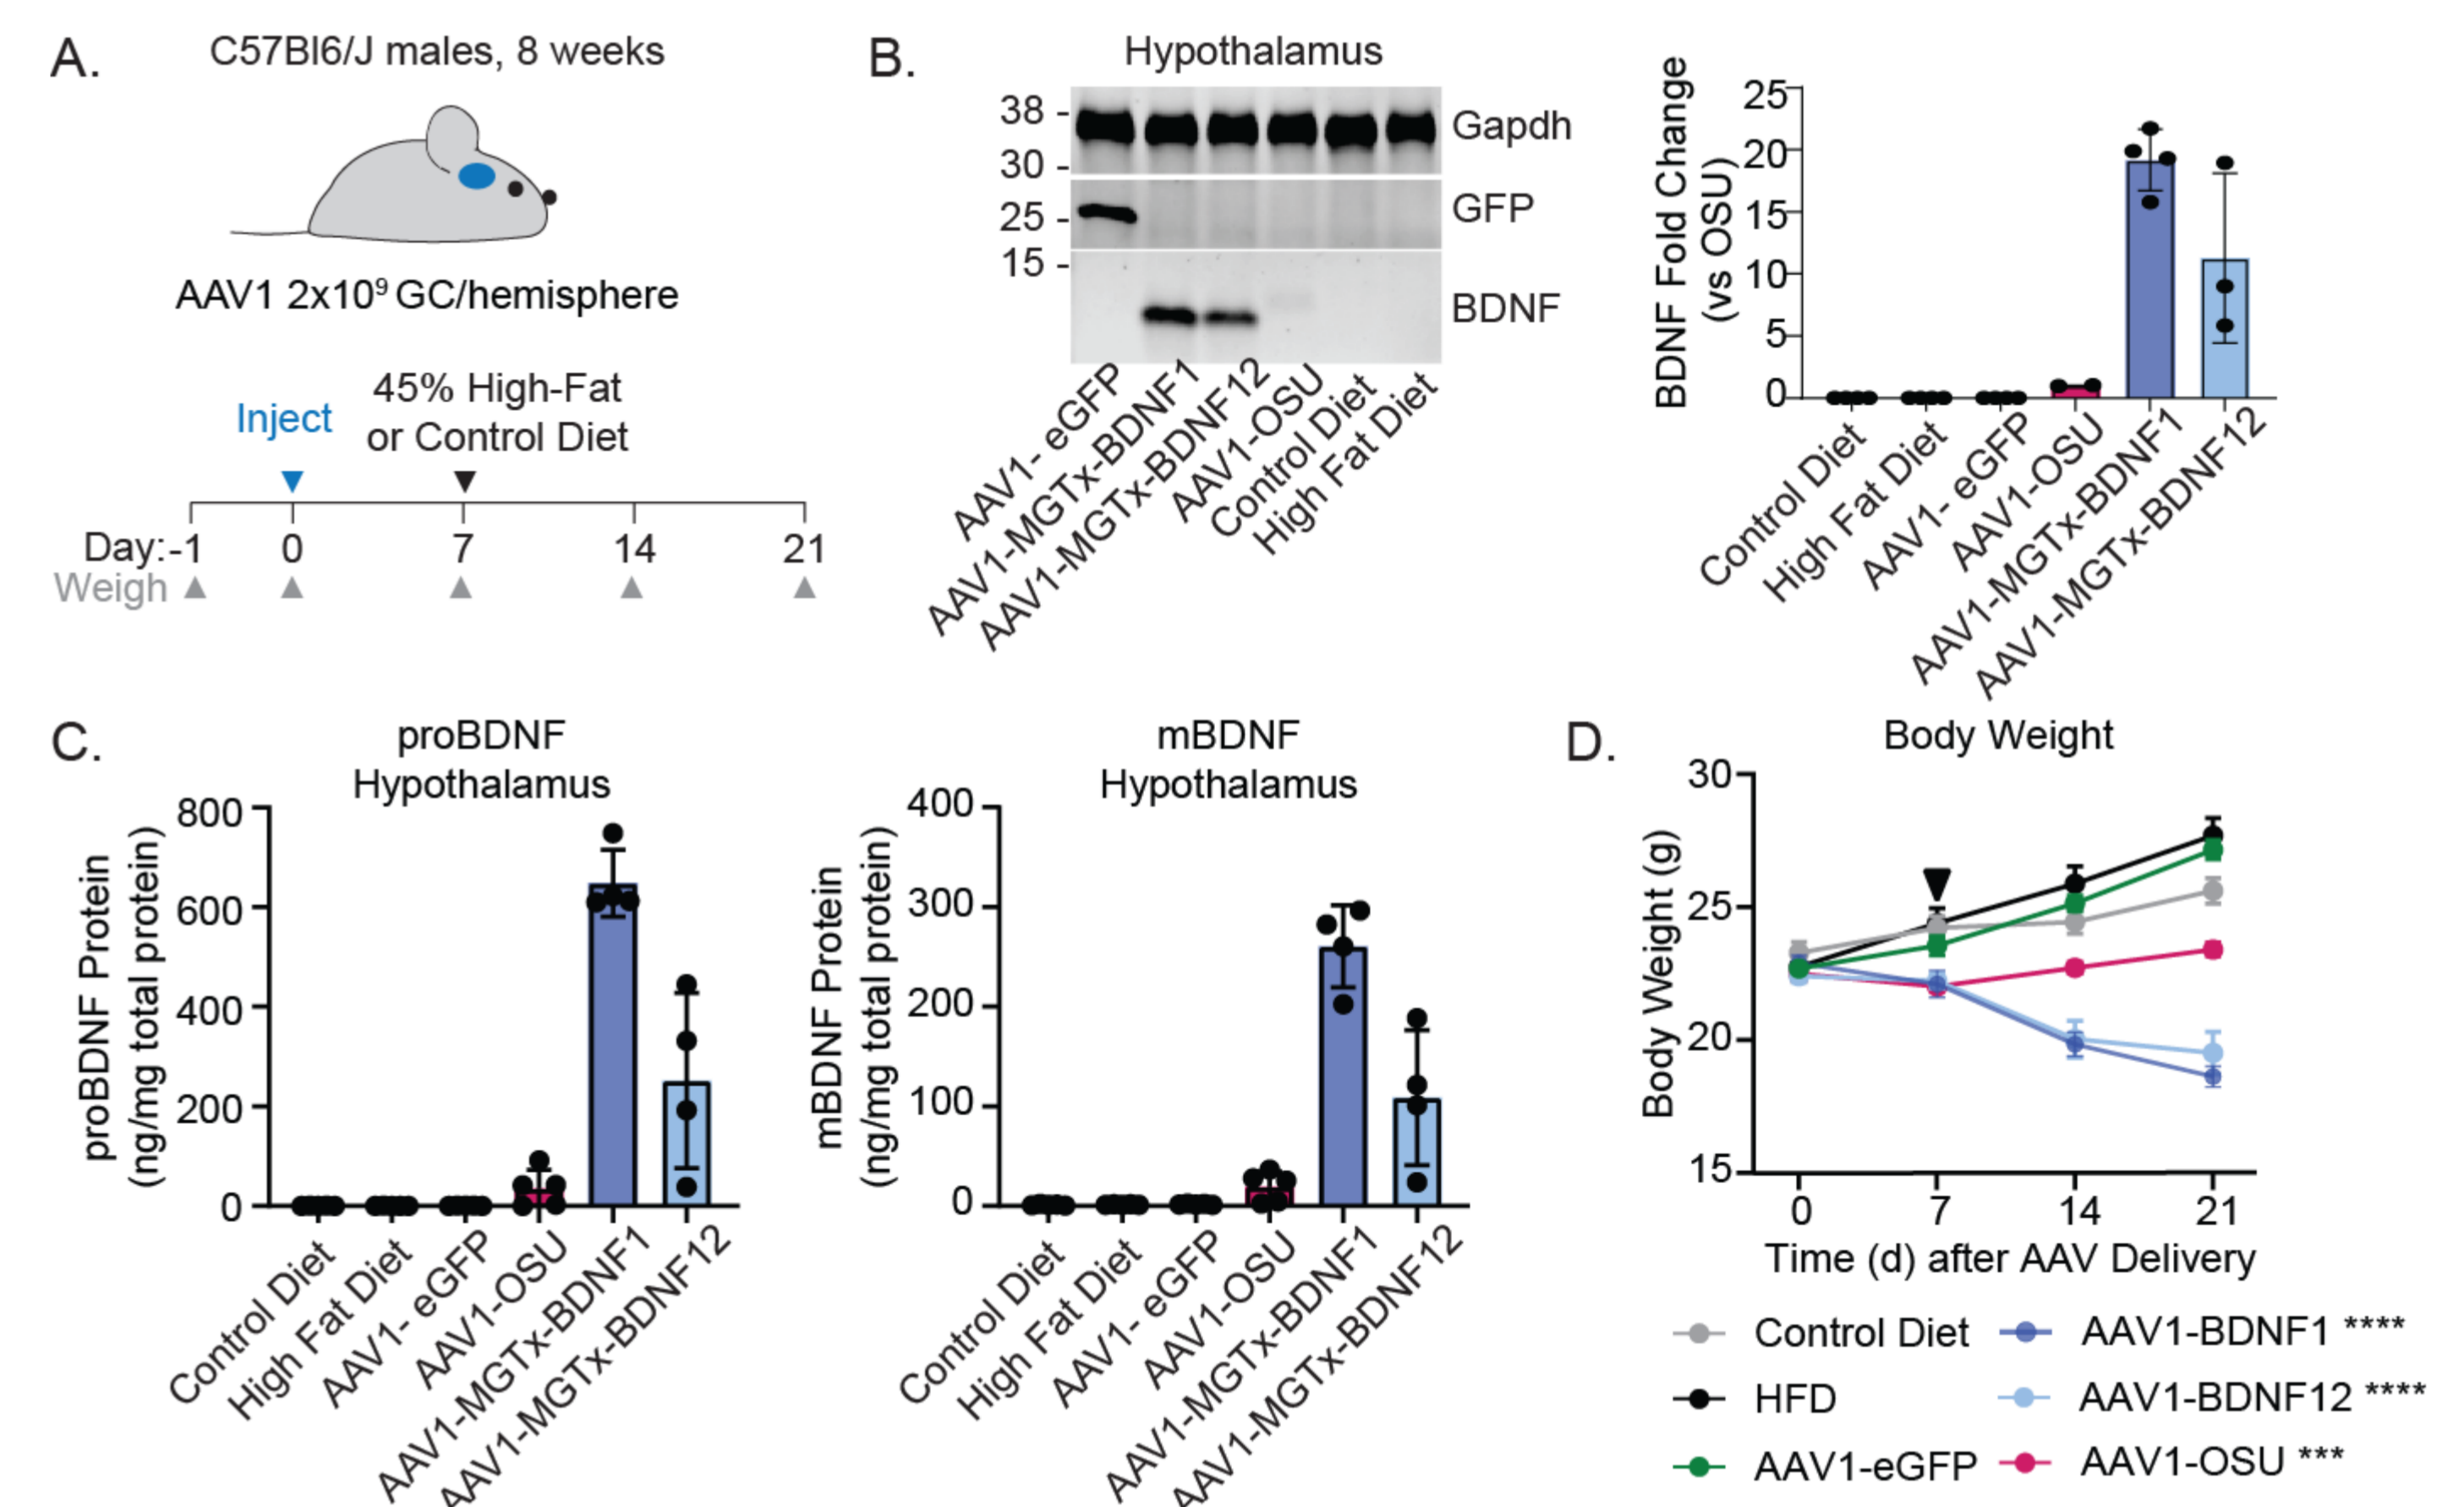 A.
C57Bl6/J males, 8 weeks
AAV1 2x10⁹ GC/hemisphere
Inject
45% High-Fat
or Control Diet
Day:-1 0 7 14 21
Weigh
B.
Hypothalamus
38 -
30 -
25 -
15 -
Gapdh
GFP
BDNF
AAV1- eGFP
AAV1-MGTx-BDNF1
AAV1-MGTx-BDNF12
AAV1-OSU
Control Diet
High Fat Diet
BDNF Fold Change
(vs OSU)
25
20
15
10
5
0
Control Diet
High Fat Diet
AAV1- eGFP
AAV1-OSU
AAV1-MGTx-BDNF1
AAV1-MGTx-BDNF12
C.
proBDNF
Hypothalamus
proBDNF Protein
(ng/mg total protein)
800
600
400
200
0
Control Diet
High Fat Diet
AAV1- eGFP
AAV1-OSU
AAV1-MGTx-BDNF1
AAV1-MGTx-BDNF12
mBDNF
Hypothalamus
mBDNF Protein
(ng/mg total protein)
400
300
200
100
0
Control Diet
High Fat Diet
AAV1- eGFP
AAV1-OSU
AAV1-MGTx-BDNF1
AAV1-MGTx-BDNF12
D.
Body Weight
Body Weight (g)
30
25
20
15
0 7 14 21
Time (d) after AAV Delivery
Control Diet
HFD
AAV1-eGFP
AAV1-BDNF1 ****
AAV1-BDNF12 ****
AAV1-OSU ***